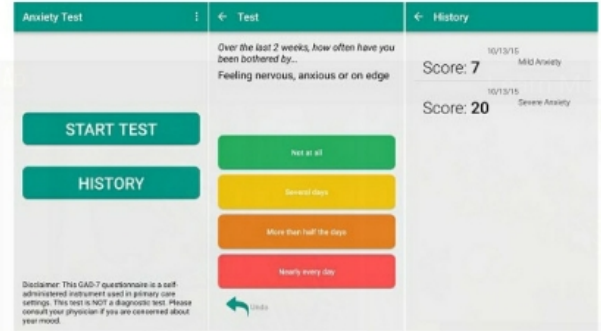 Anxiety Test
START TEST
HISTORY
Disclaimer: This GAD-7 questionnaire is a self-
administered instrument used in primary care
settings. This test is NOT a diagnostic test. Please
consult your physician if you are concerned about
your mood.
Test
Over the last 2 weeks, how often have you
been bothered by...
Feeling nervous, anxious or on edge
Not at all
Several days
More than half the days
Nearly every day
Undo
History
10/13/15
Score: 7 Mild Anxiety
10/13/15
Score: 20 Severe Anxiety